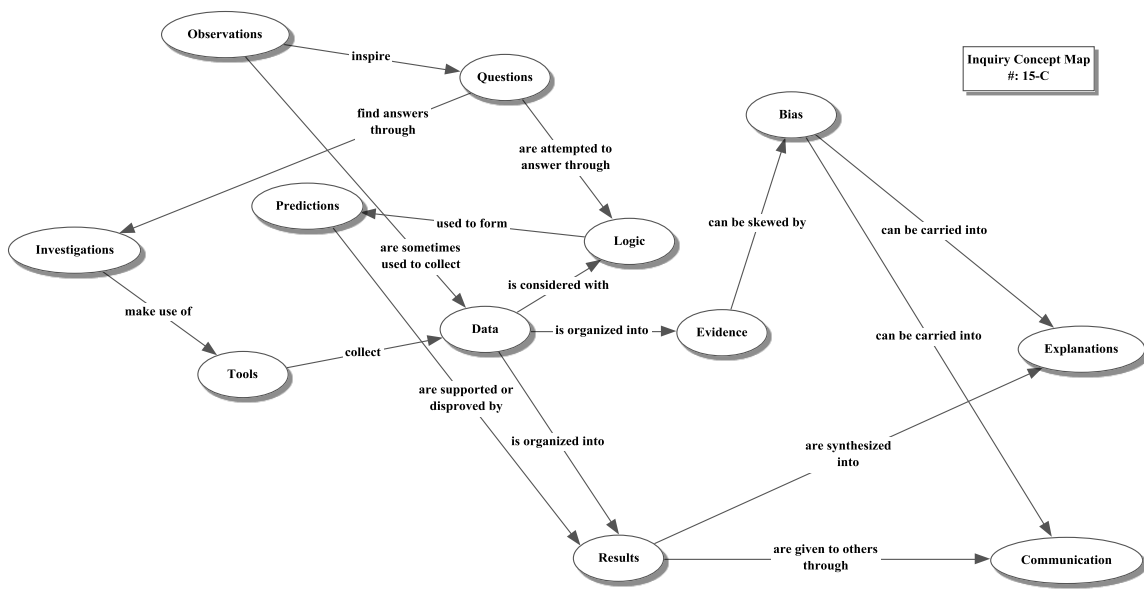 Observations
inspire
Questions
Inquiry Concept Map
#: 15-C
find answers
through
Bias
are attempted to
answer through
Predictions
used to form
can be skewed by
can be carried into
Investigations
Logic
are sometimes
used to collect
is considered with
make use of
Data
is organized into
Evidence
can be carried into
Explanations
collect
Tools
are supported or
disproved by
is organized into
are synthesized
into
Results
are given to others
through
Communication